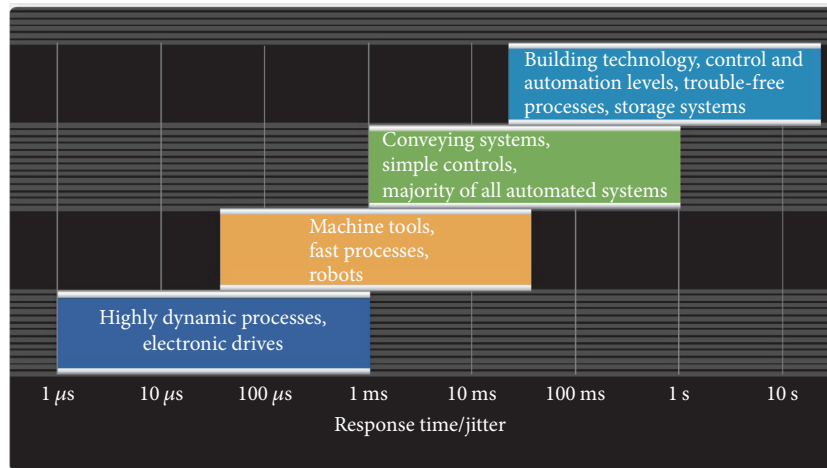 Building technology, control and
automation levels, trouble-free
processes, storage systems
Conveying systems,
simple controls,
majority of all automated systems
Machine tools,
fast processes,
robots
Highly dynamic processes,
electronic drives
1 μs 10 μs 100 μs 1 ms 10 ms 100 ms 1 s 10 s
Response time/jitter